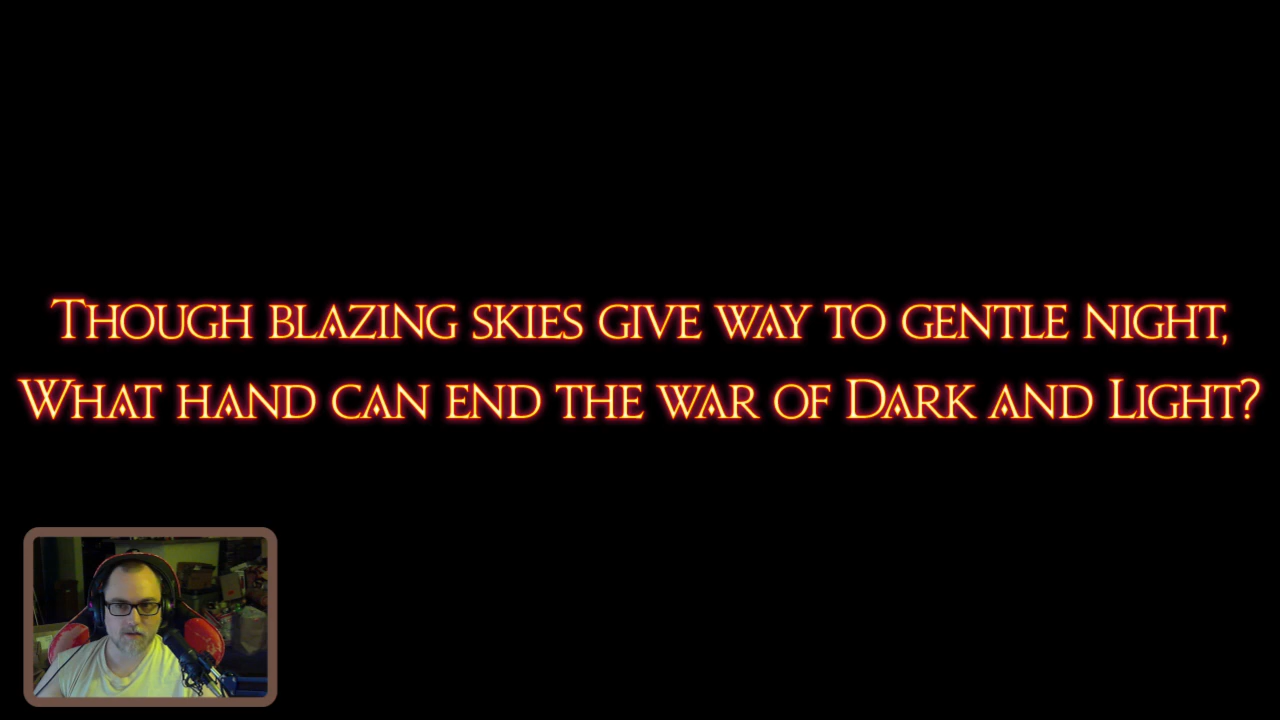 Though blazing skies give way to gentle night,
What hand can end the war of Dark and Light?